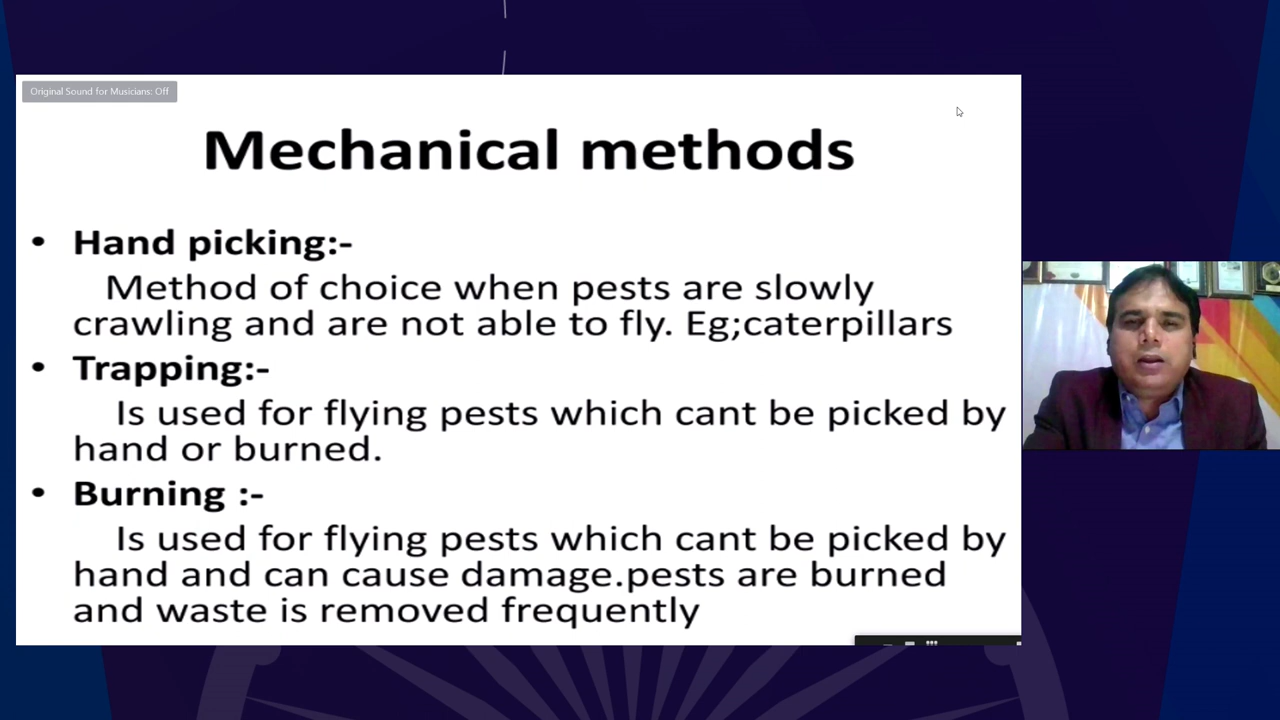 Original Sound for Musicians: Off
Mechanical methods
• Hand picking:-
Method of choice when pests are slowly
crawling and are not able to fly. Eg;caterpillars
• Trapping:-
Is used for flying pests which cant be picked by
hand or burned.
• Burning :-
Is used for flying pests which cant be picked by
hand and can cause damage.pests are burned
and waste is removed frequently